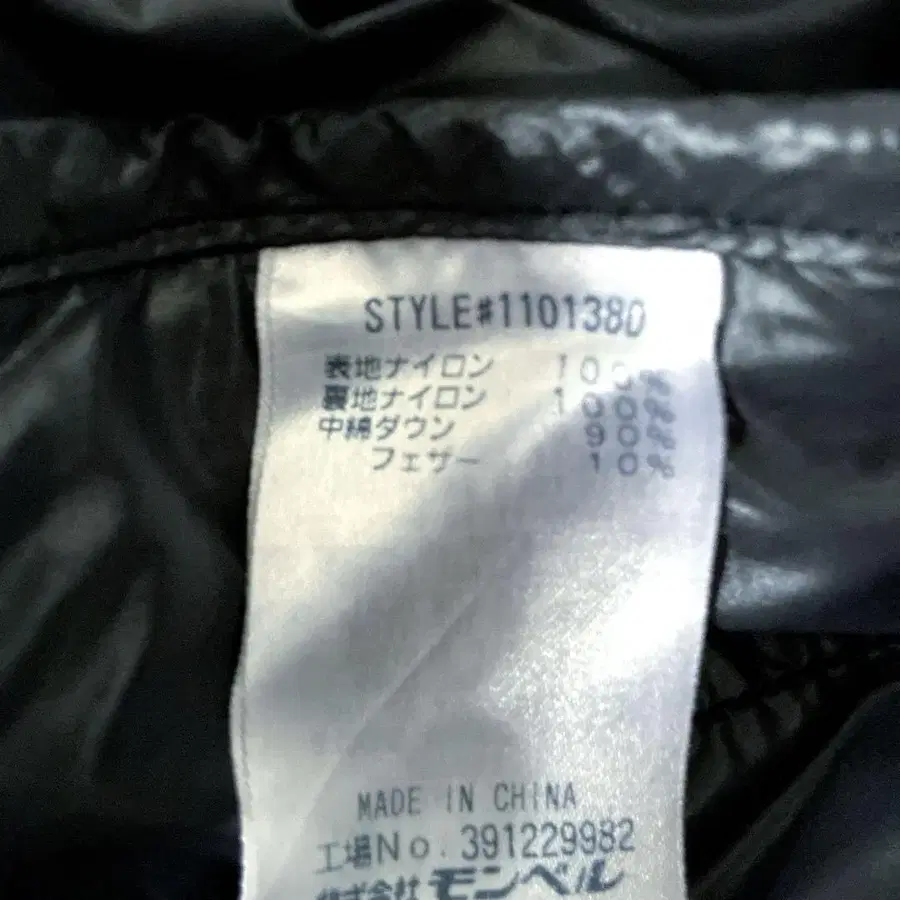 STYLE#1101380
表地ナイロン 100%
裏地ナイロン 100%
中綿ダウン 90%
フェザー 10%
MADE IN CHINA
工場No.391229982
株式会社モンベル